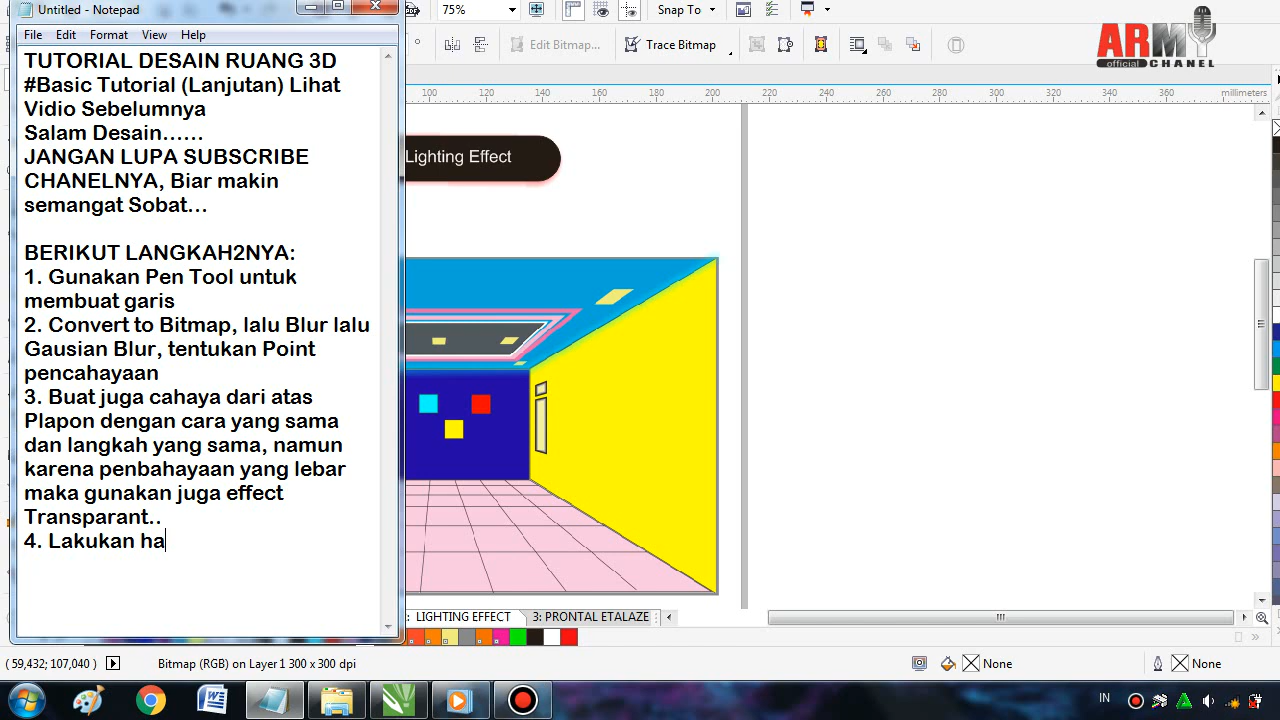 Untitled - Notepad
File Edit Format View Help
TUTORIAL DESAIN RUANG 3D
#Basic Tutorial (Lanjutan) Lihat
Vidio Sebelumnya
Salam Desain......
JANGAN LUPA SUBSCRIBE
CHANELNYA, Biar makin
semangat Sobat...
BERIKUT LANGKAH2NYA:
1. Gunakan Pen Tool untuk
membuat garis
2. Convert to Bitmap, lalu Blur lalu
Gausian Blur, tentukan Point
pencahayaan
3. Buat juga cahaya dari atas
Plapon dengan cara yang sama
dan langkah yang sama, namun
karena penbahayaan yang lebar
maka gunakan juga effect
Transparant..
4. Lakukan ha
75% Snap To
Edit Bitmap... Trace Bitmap
ARM
official CHANEL
100 120 140 160 180 200 220 240 260 280 300 320 340 360 millimeters
Lighting Effect
: LIGHTING EFFECT 3: PRONTAL ETALAZE
( 59,432; 107,040 ) Bitmap (RGB) on Layer 1 300 x 300 dpi None None
IN